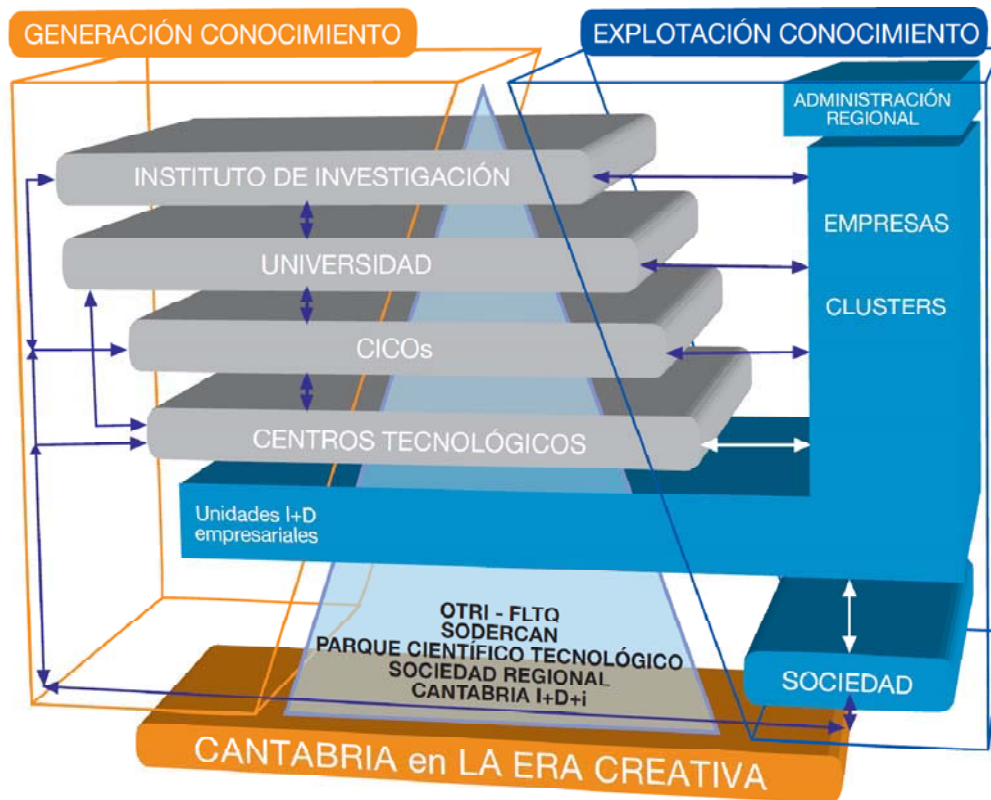 GENERACIÓN CONOCIMIENTO
EXPLOTACIÓN CONOCIMIENTO
ADMINISTRACIÓN
REGIONAL
INSTITUTO DE INVESTIGACIÓN
EMPRESAS
UNIVERSIDAD
CLUSTERS
CICOs
CENTROS TECNOLÓGICOS
Unidades I+D
empresariales
OTRI - FLTQ
SODERCAN
PARQUE CIENTÍFICO TECNOLÓGICO
SOCIEDAD REGIONAL
CANTABRIA I+D+i
SOCIEDAD
CANTABRIA en LA ERA CREATIVA